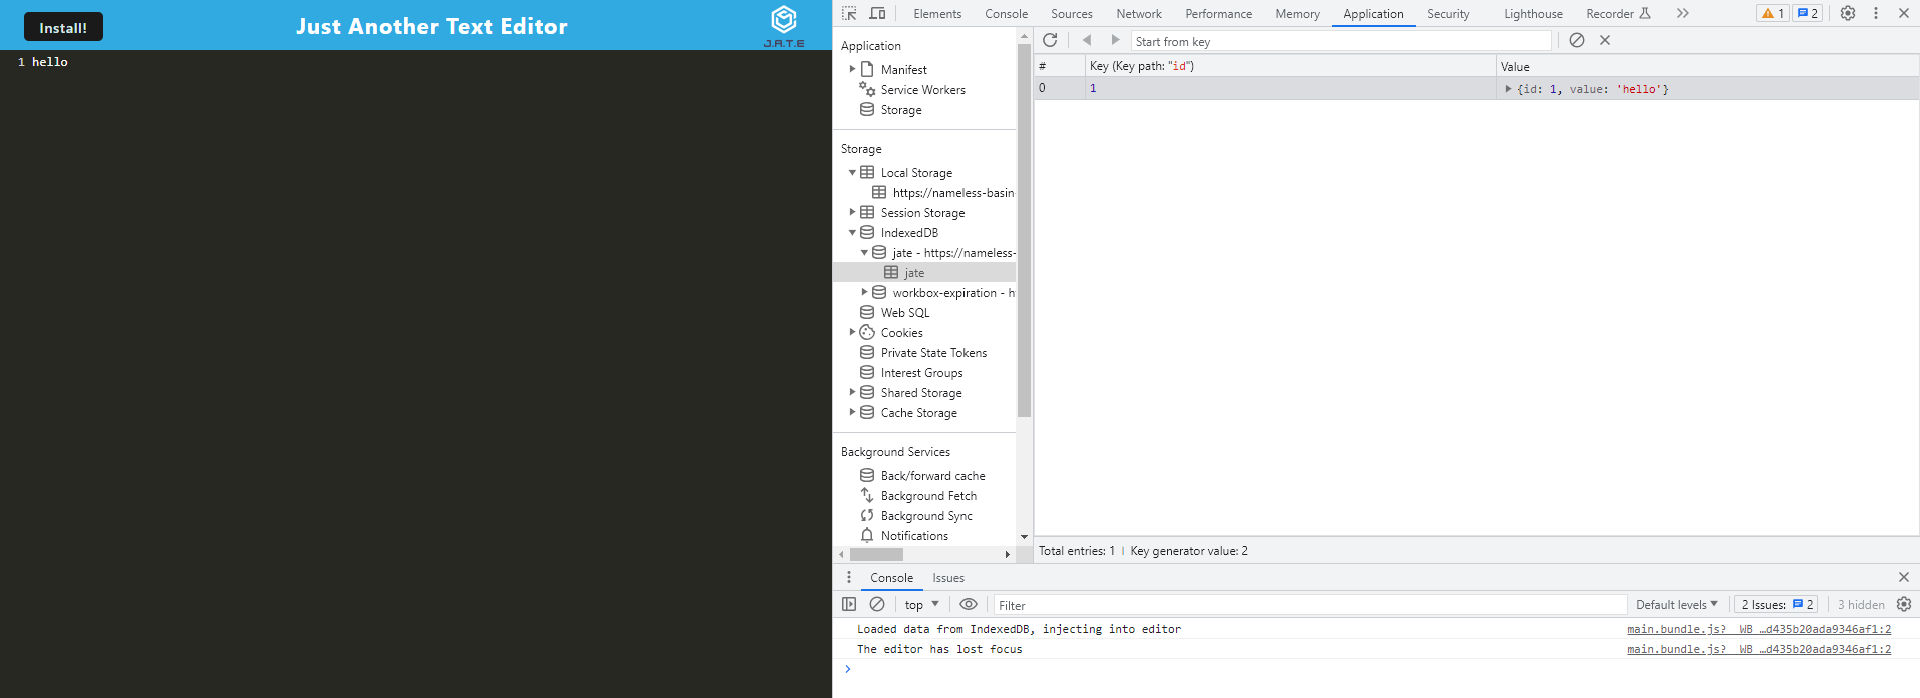 Install!
Just Another Text Editor
J.A.T.E
1 hello
Elements Console Sources Network Performance Memory Application Security Lighthouse Recorder 1 2
Application
Manifest
Service Workers
Storage
Storage
Local Storage
https://nameless-basin
Session Storage
IndexedDB
jate - https://nameless-
jate
workbox-expiration - h
Web SQL
Cookies
Private State Tokens
Interest Groups
Shared Storage
Cache Storage
Background Services
Back/forward cache
Background Fetch
Background Sync
Notifications
Start from key
# Key (Key path: "id") Value
0 1 {id: 1, value: 'hello'}
Total entries: 1 Key generator value: 2
Console Issues
top Filter Default levels 2 Issues: 2 3 hidden
Loaded data from IndexedDB, injecting into editor main.bundle.js?__WB_…d435b20ada9346af1:2
The editor has lost focus main.bundle.js?__WB_…d435b20ada9346af1:2